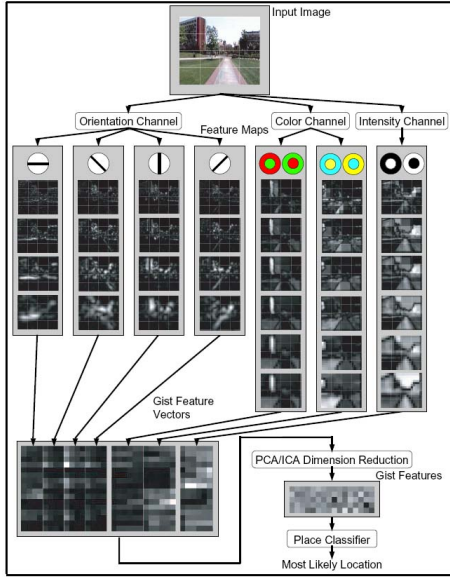 Input Image
Orientation Channel
Color Channel
Intensity Channel
Feature Maps
Gist Feature
Vectors
PCA/ICA Dimension Reduction
Gist Features
Place Classifier
Most Likely Location